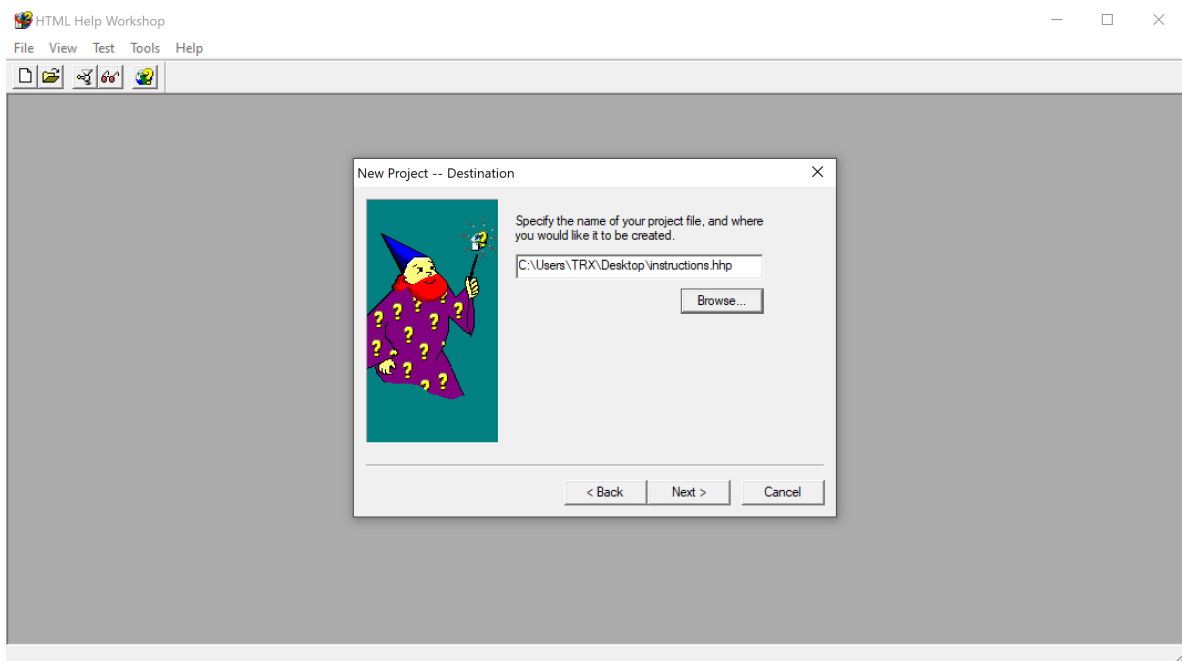 HTML Help Workshop
File View Test Tools Help
New Project -- Destination
Specify the name of your project file, and where
you would like it to be created.
C:\Users\TRX\Desktop\instructions.hhp
Browse...
< Back Next > Cancel